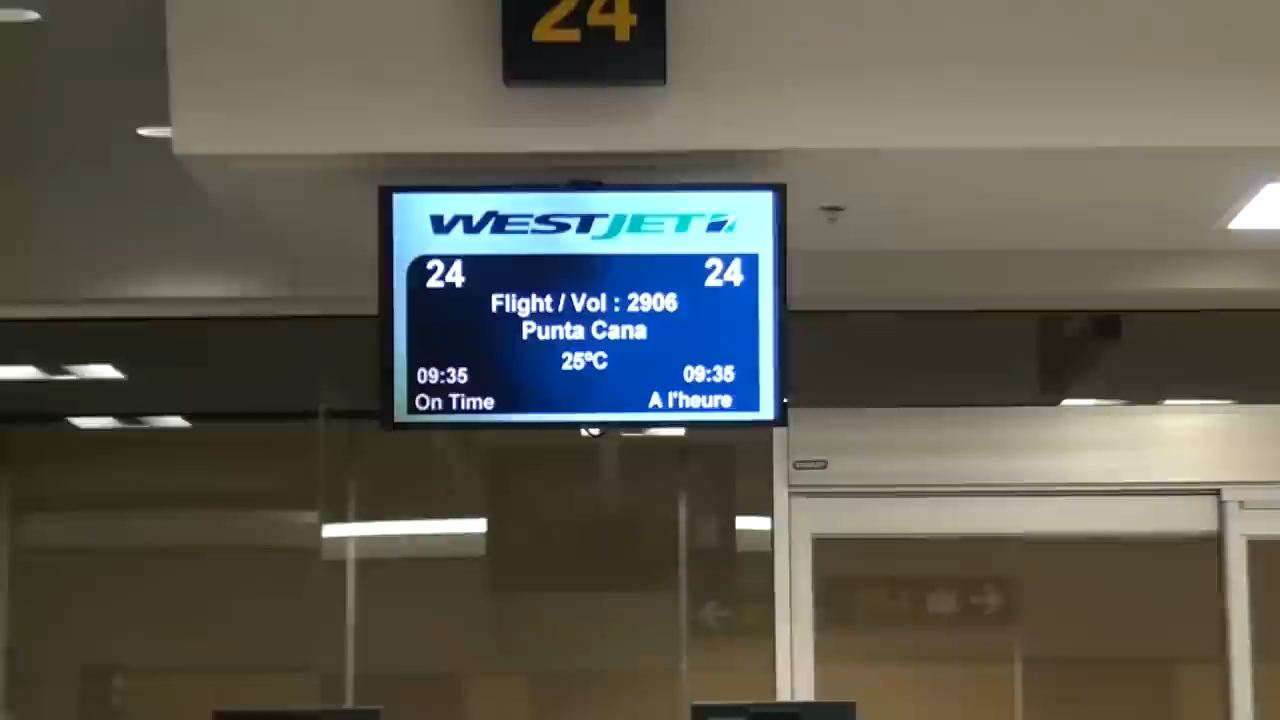 24
WESTJET
24 24
Flight / Vol : 2906
Punta Cana
25ºC
09:35 09:35
On Time A l'heure